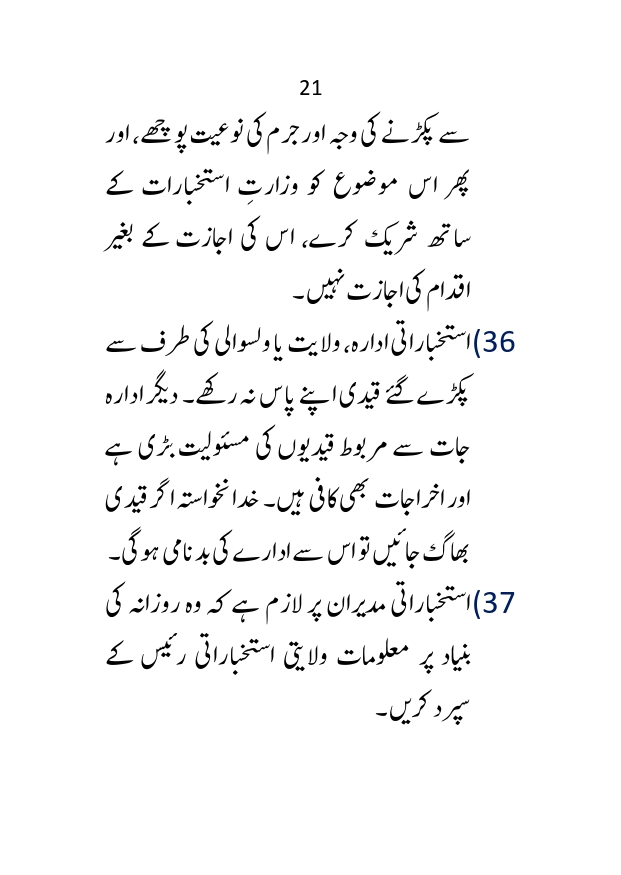 21
سے پکڑنے کی وجہ اور جرم کی نوعیت پوچھے، اور
پھر اس موضوع کو وزارتِ استخبارات کے
ساتھ شریک کرے، اس کی اجازت کے بغیر
اقدام کی اجازت نہیں۔
36) استخباراتی ادارہ، ولایت یا ولسوالی کی طرف سے
پکڑے گئے قیدی اپنے پاس نہ رکھے۔ دیگر ادارہ
جات سے مربوط قیدیوں کی مسئولیت بڑی ہے
اور اخراجات بھی کافی ہیں۔ خدانخواستہ اگر قیدی
بھاگ جائیں تو اس سے ادارے کی بدنامی ہوگی۔
37) استخباراتی مدیران پر لازم ہے کہ وہ روزانہ کی
بنیاد پر معلومات ولایتی استخباراتی رئیس کے
سپرد کریں۔